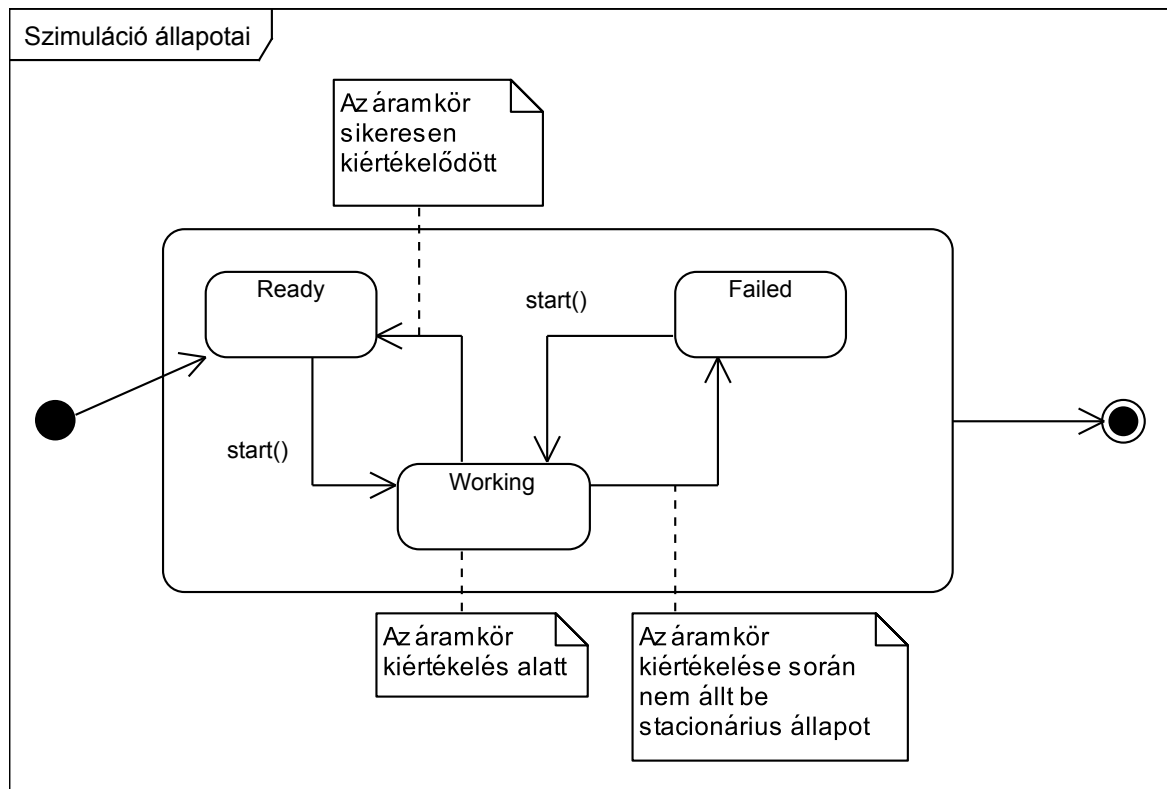 Szimuláció állapotai
Az áramkör
sikeresen
kiértékelődött
Ready
start()
Failed
start()
Working
Az áramkör
kiértékelés alatt
Az áramkör
kiértékelése során
nem állt be
stacionárius állapot